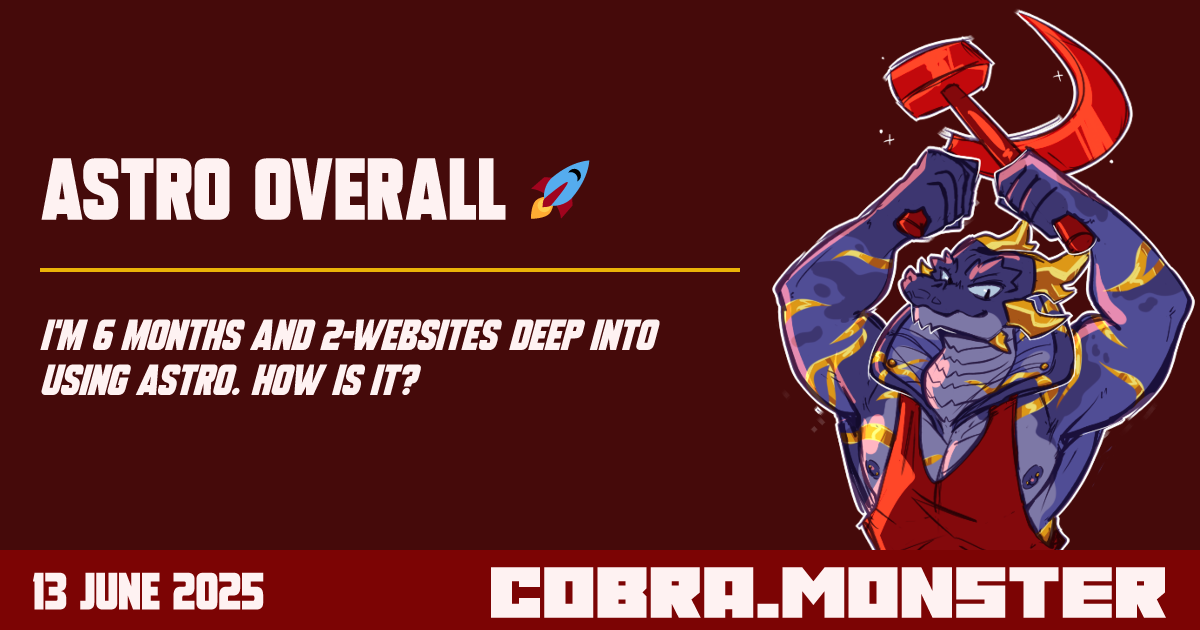 ASTRO OVERALL 🚀
I'M 6 MONTHS AND 2-WEBSITES DEEP INTO
USING ASTRO. HOW IS IT?
13 JUNE 2025
COBRA.MONSTER